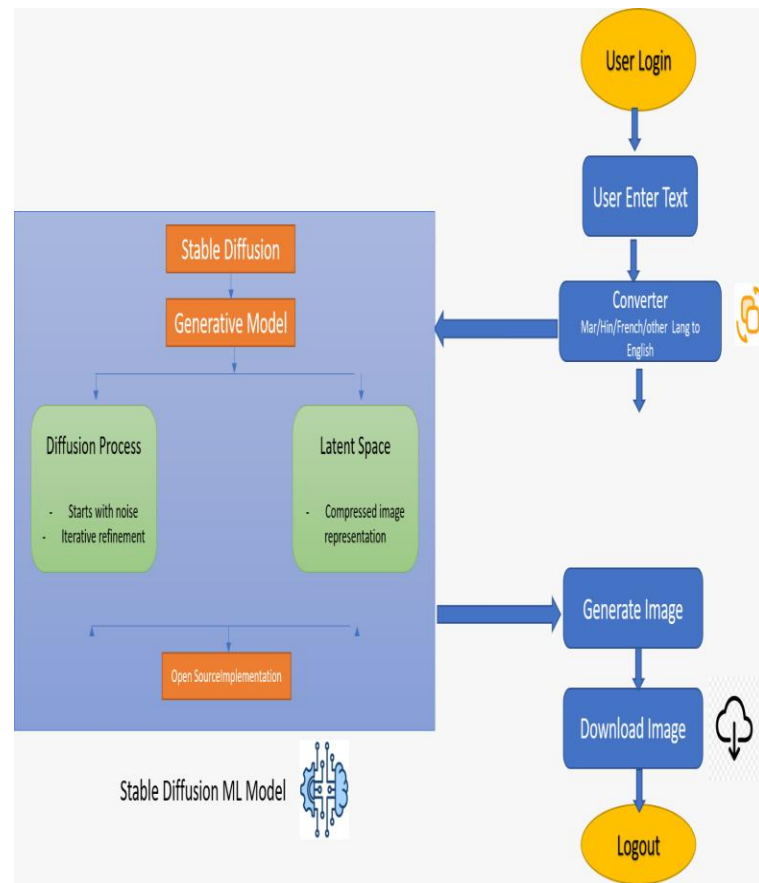 User Login
User Enter Text
Converter
Mar/Hin/French/other Lang to
English
Stable Diffusion
Generative Model
Diffusion Process
- Starts with noise
- Iterative refinement
Latent Space
- Compressed image
representation
Open SourceImplementation
Stable Diffusion ML Model
Generate Image
Download Image
Logout